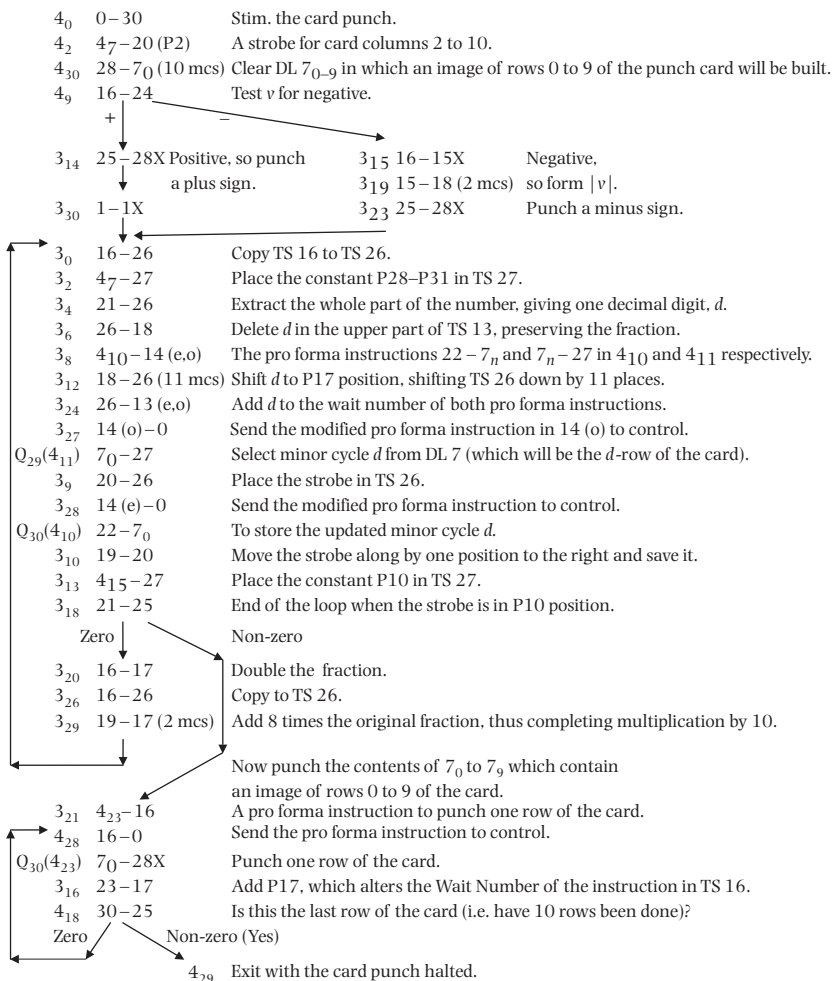 4₀ 0–30 Stim. the card punch.
4₂ 4₇–20 (P2) A strobe for card columns 2 to 10.
4₃₀ 28–7₀ (10 mcs) Clear DL 7₀₋₉ in which an image of rows 0 to 9 of the punch card will be built.
4₉ 16–24 Test v for negative.
+ –
3₁₄ 25–28X Positive, so punch 3₁₅ 16–15X Negative,
a plus sign. 3₁₉ 15–18 (2 mcs) so form |v|.
3₃₀ 1–1X 3₂₃ 25–28X Punch a minus sign.
3₀ 16–26 Copy TS 16 to TS 26.
3₂ 4₇–27 Place the constant P28–P31 in TS 27.
3₄ 21–26 Extract the whole part of the number, giving one decimal digit, d.
3₆ 26–18 Delete d in the upper part of TS 13, preserving the fraction.
3₈ 4₁₀–14 (e,o) The pro forma instructions 22 – 7ₙ and 7ₙ – 27 in 4₁₀ and 4₁₁ respectively.
3₁₂ 18–26 (11 mcs) Shift d to P17 position, shifting TS 26 down by 11 places.
3₂₄ 26–13 (e,o) Add d to the wait number of both pro forma instructions.
3₂₇ 14 (o)–0 Send the modified pro forma instruction in 14 (o) to control.
Q₂₉(4₁₁) 7₀–27 Select minor cycle d from DL 7 (which will be the d-row of the card).
3₉ 20–26 Place the strobe in TS 26.
3₂₈ 14 (e)–0 Send the modified pro forma instruction to control.
Q₃₀(4₁₀) 22–7₀ To store the updated minor cycle d.
3₁₀ 19–20 Move the strobe along by one position to the right and save it.
3₁₃ 4₁₅–27 Place the constant P10 in TS 27.
3₁₈ 21–25 End of the loop when the strobe is in P10 position.
Zero Non-zero
3₂₀ 16–17 Double the fraction.
3₂₆ 16–26 Copy to TS 26.
3₂₉ 19–17 (2 mcs) Add 8 times the original fraction, thus completing multiplication by 10.
Now punch the contents of 7₀ to 7₉ which contain
an image of rows 0 to 9 of the card.
3₂₁ 4₂₃–16 A pro forma instruction to punch one row of the card.
4₂₈ 16–0 Send the pro forma instruction to control.
Q₃₀(4₂₃) 7₀–28X Punch one row of the card.
3₁₆ 23–17 Add P17, which alters the Wait Number of the instruction in TS 16.
4₁₈ 30–25 Is this the last row of the card (i.e. have 10 rows been done)?
Zero Non-zero (Yes)
4₂₉ Exit with the card punch halted.